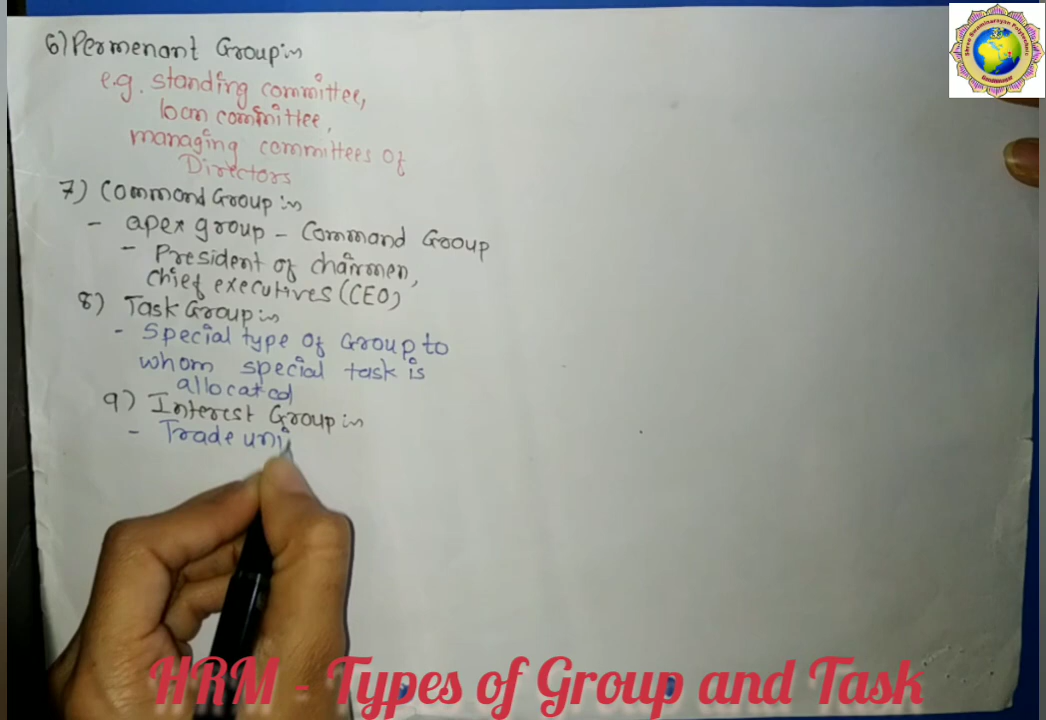 6) Permenant Group :~
e.g. standing committee,
loan committee,
managing committees of
Directors
7) Command Group :~
- apex group - Command Group
- President of chairmen,
chief executives (CEO)
8) Task Group :~
- Special type of Group to
whom special task is
allocated
9) Interest Group :~
- Trade uni
HRM - Types of Group and Task